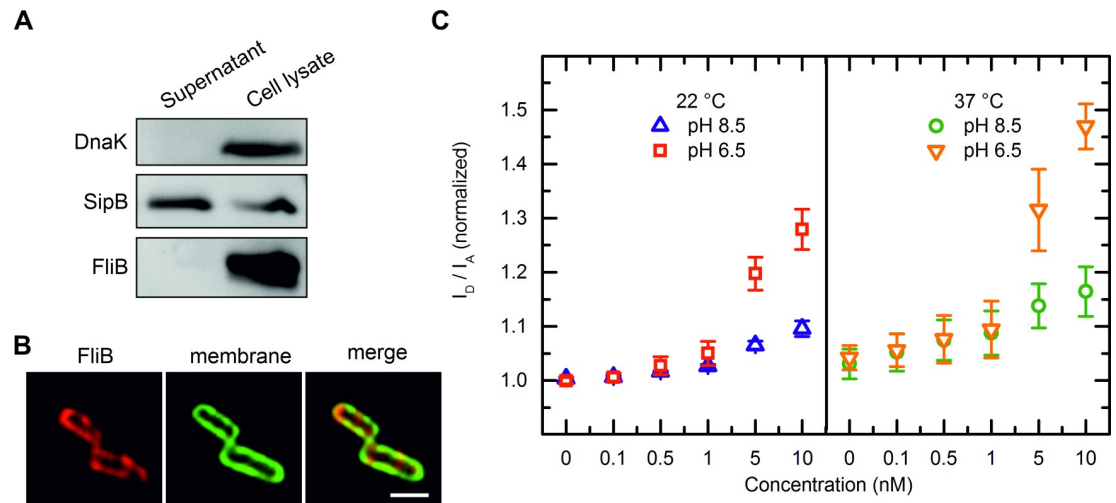 A
Supernatant
Cell lysate
DnaK
SipB
FliB
B
FliB membrane merge
C
I_D / I_A (normalized)
1.5
1.4
1.3
1.2
1.1
1.0
22 °C
pH 8.5
pH 6.5
37 °C
pH 8.5
pH 6.5
0 0.1 0.5 1 5 10 0 0.1 0.5 1 5 10
Concentration (nM)